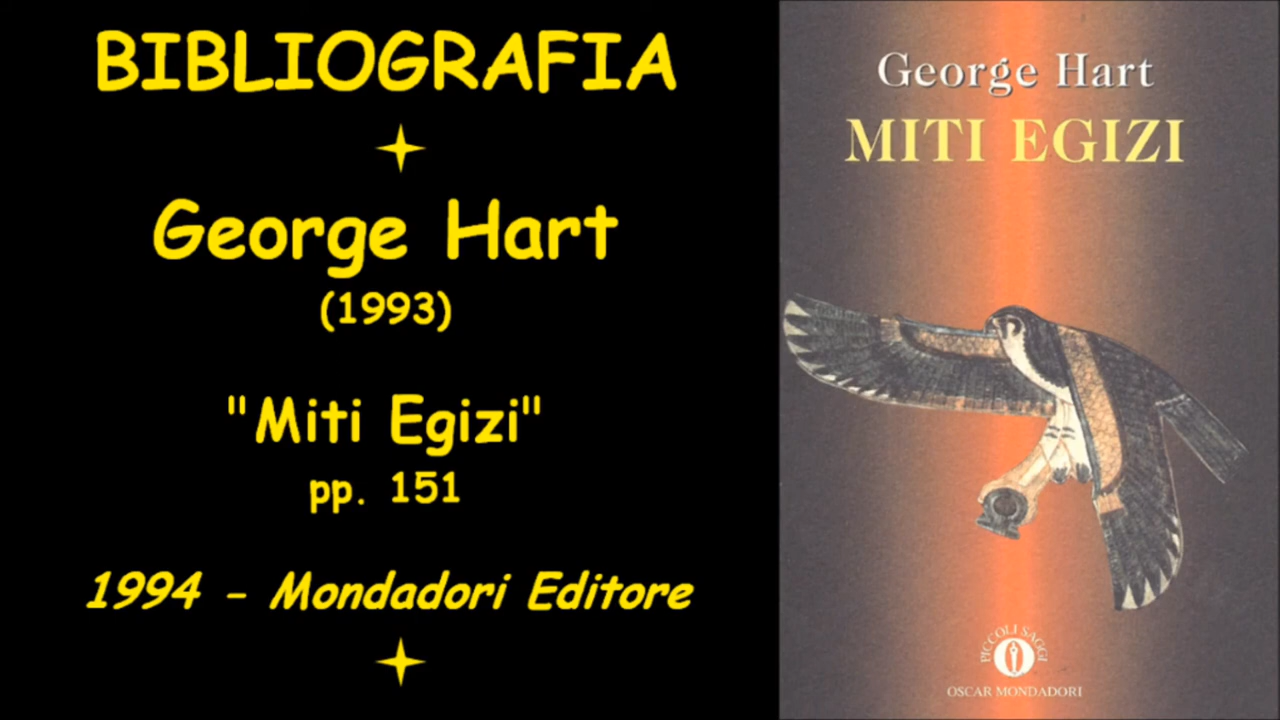 BIBLIOGRAFIA
George Hart
(1993)
"Miti Egizi"
pp. 151
1994 - Mondadori Editore
George Hart
MITI EGIZI
PICCOLI SAGGI
OSCAR MONDADORI